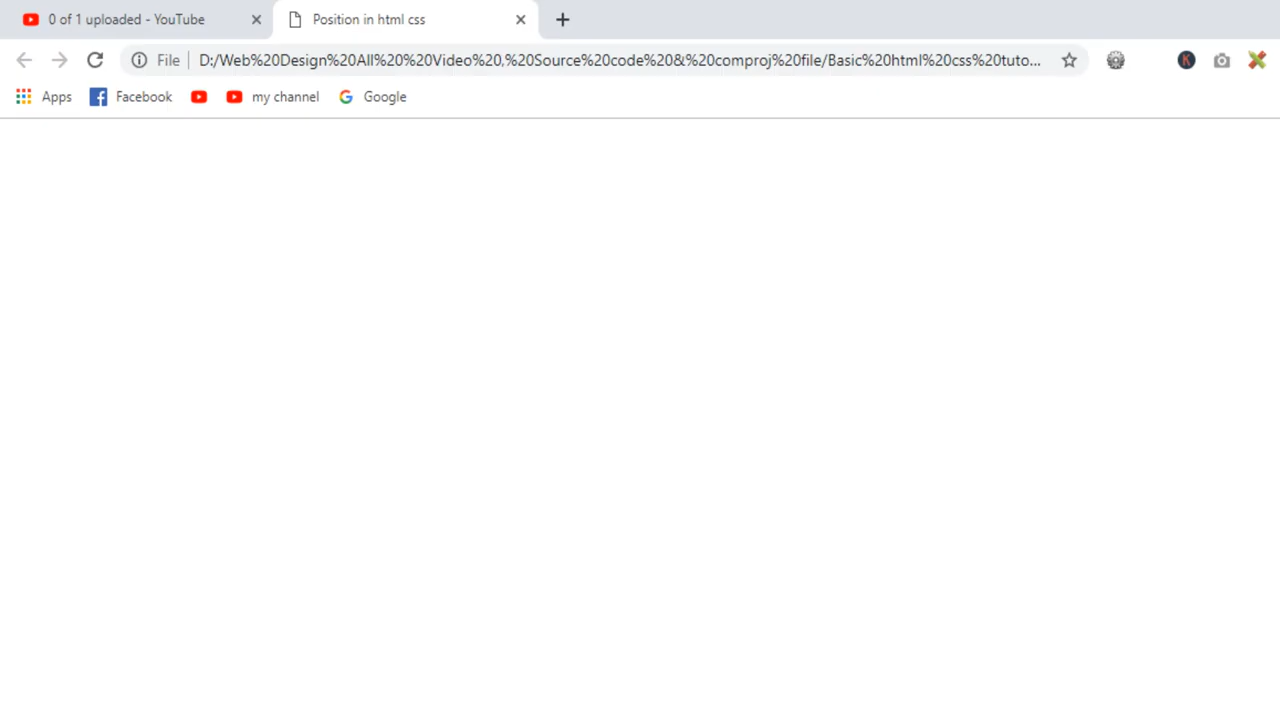 0 of 1 uploaded - YouTube
Position in html css
File
D:/Web%20Design%20All%20%20Video%20,%20Source%20code%20&%20comproj%20file/Basic%20html%20css%20tuto...
K
Apps
Facebook
my channel
Google